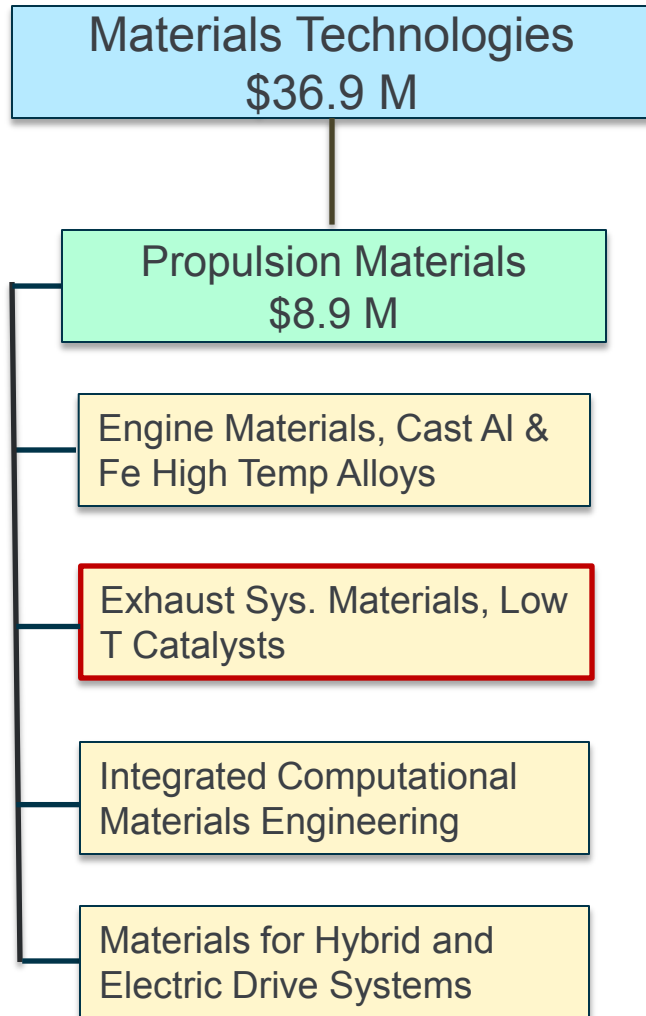 Materials Technologies
$36.9 M
Propulsion Materials
$8.9 M
Engine Materials, Cast Al &
Fe High Temp Alloys
Exhaust Sys. Materials, Low
T Catalysts
Integrated Computational
Materials Engineering
Materials for Hybrid and
Electric Drive Systems